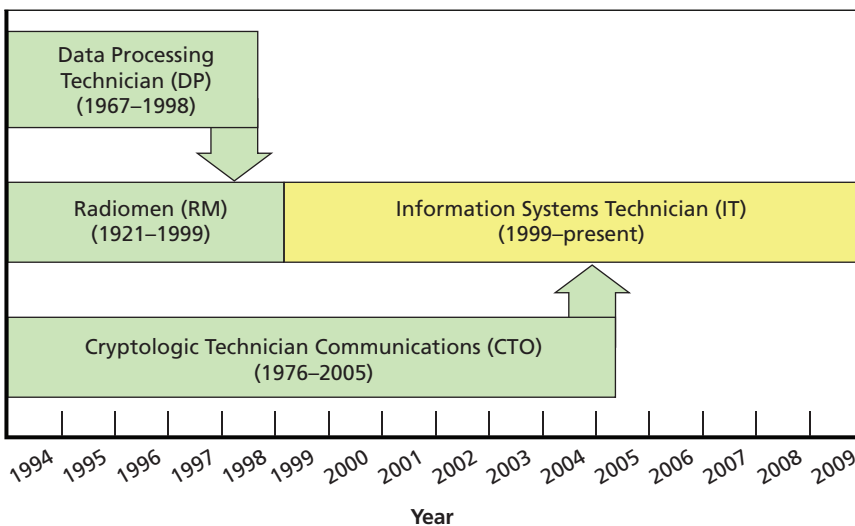 Data Processing
Technician (DP)
(1967–1998)
Radiomen (RM)
(1921–1999)
Information Systems Technician (IT)
(1999–present)
Cryptologic Technician Communications (CTO)
(1976–2005)
1994 1995 1996 1997 1998 1999 2000 2001 2002 2003 2004 2005 2006 2007 2008 2009
Year